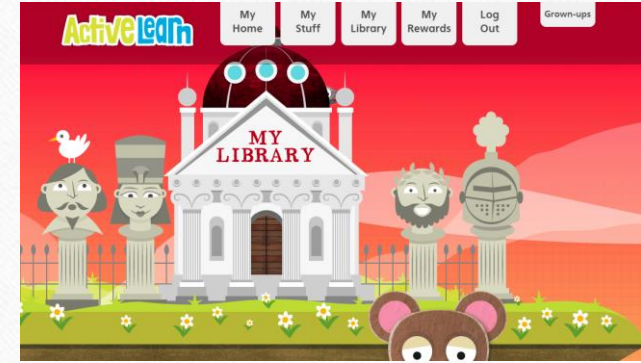 ActiveLearn
My Home
My Stuff
My Library
My Rewards
Log Out
Grown-ups
MY
LIBRARY